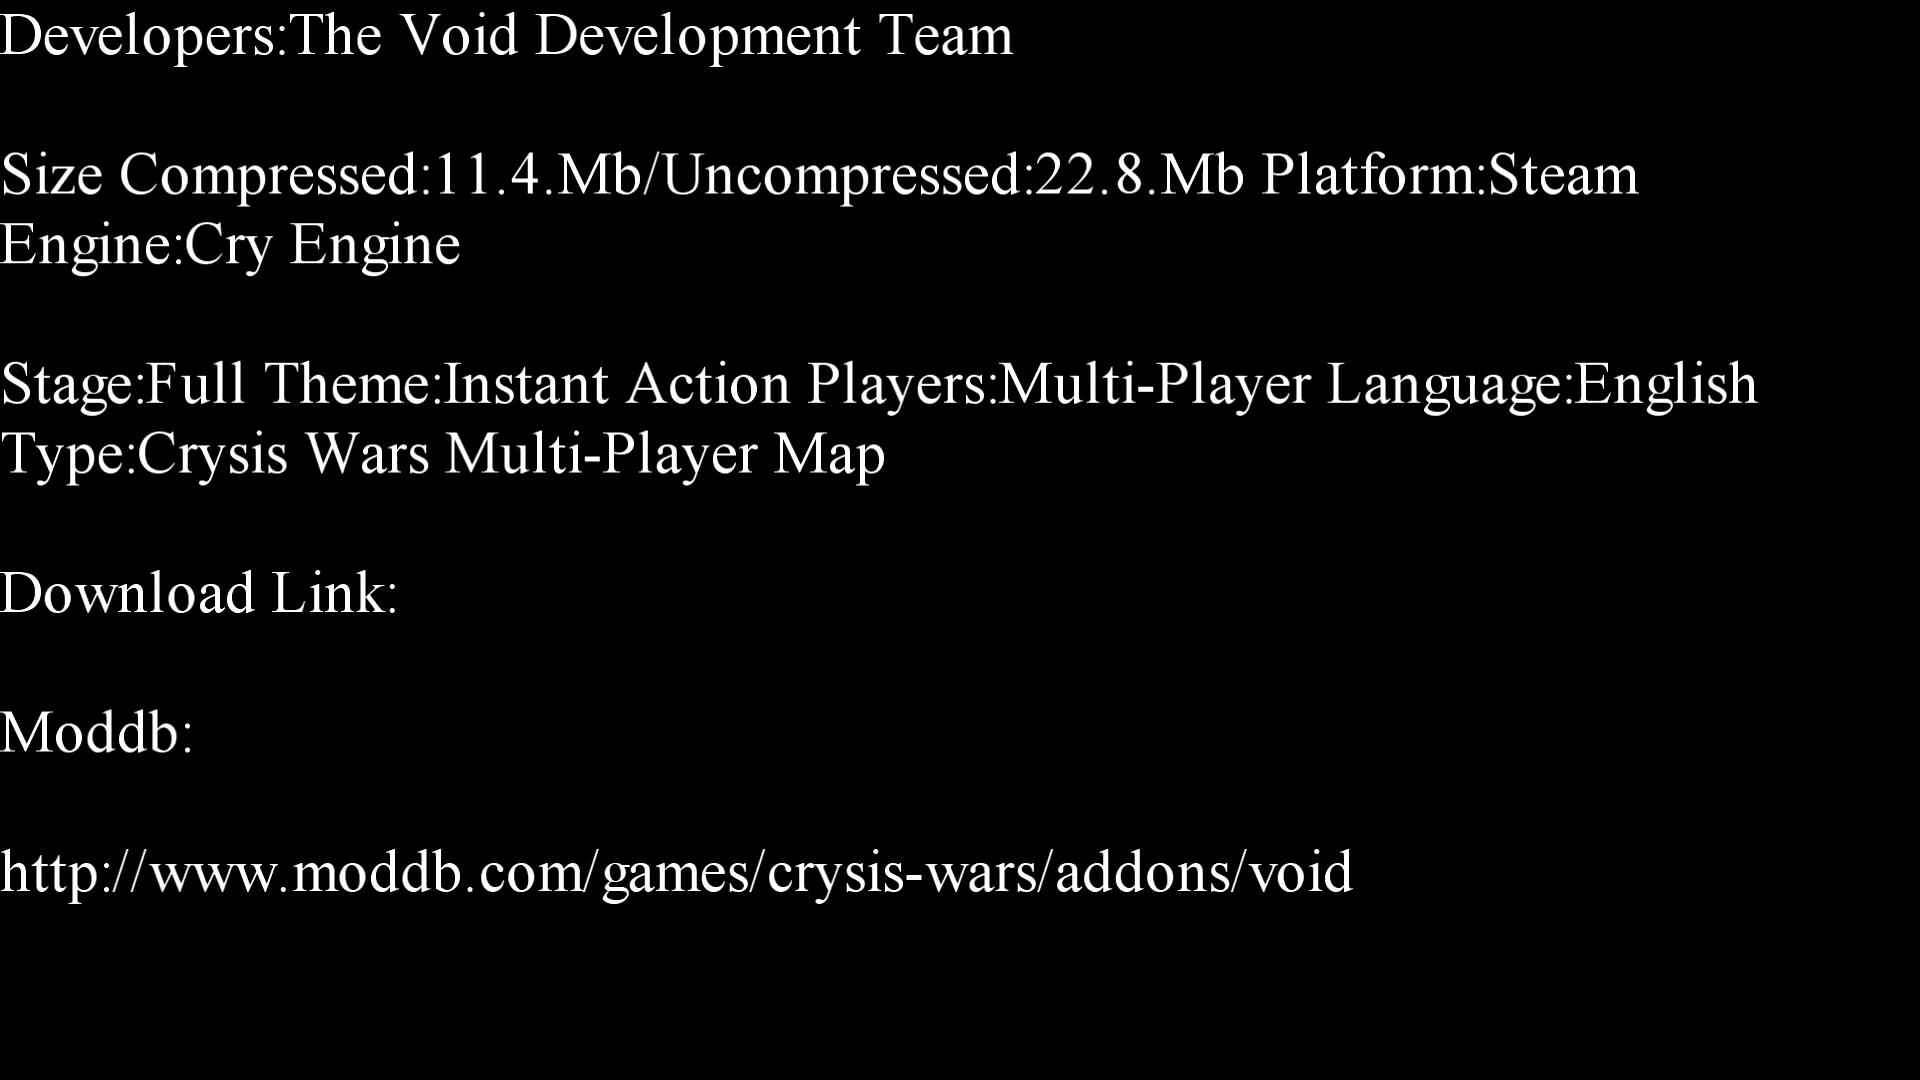 Developers:The Void Development Team
Size Compressed:11.4.Mb/Uncompressed:22.8.Mb Platform:Steam
Engine:Cry Engine
Stage:Full Theme:Instant Action Players:Multi-Player Language:English
Type:Crysis Wars Multi-Player Map
Download Link:
Moddb:
http://www.moddb.com/games/crysis-wars/addons/void